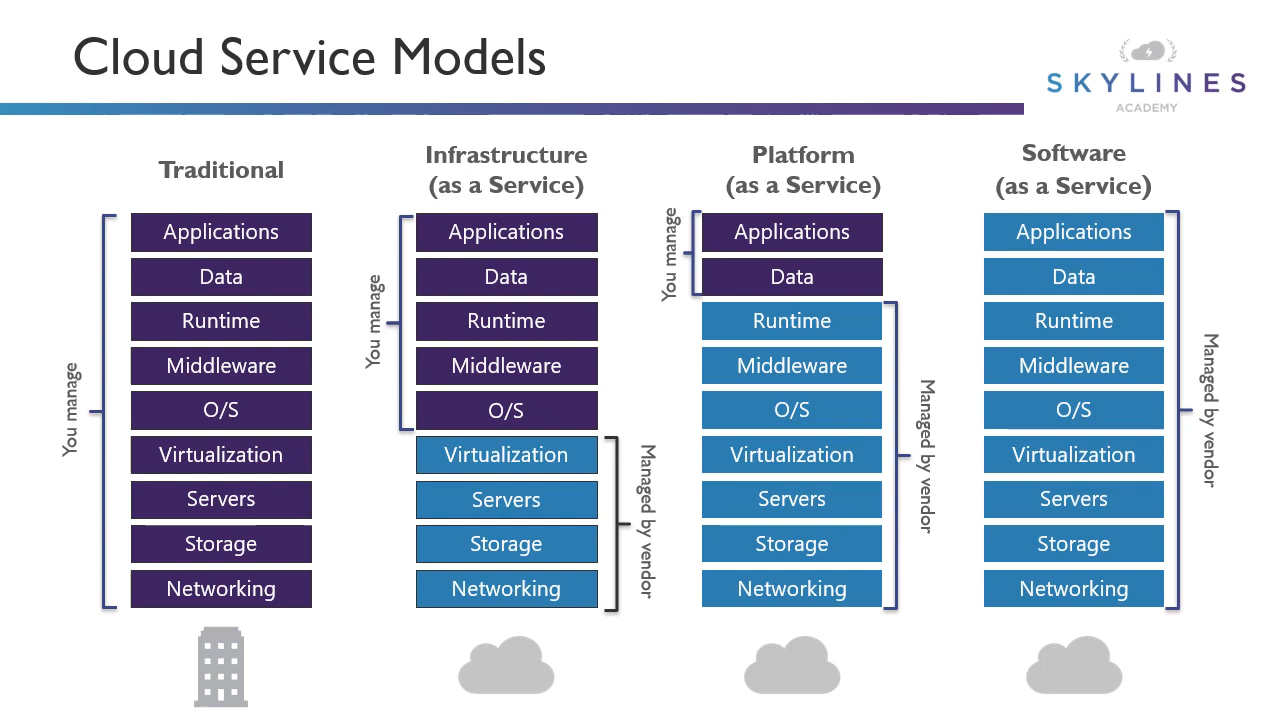 Cloud Service Models
SKYLINES
ACADEMY
Traditional
You manage
Applications
Data
Runtime
Middleware
O/S
Virtualization
Servers
Storage
Networking
Infrastructure
(as a Service)
You manage
Applications
Data
Runtime
Middleware
O/S
Virtualization
Servers
Storage
Networking
Managed by vendor
Platform
(as a Service)
You manage
Applications
Data
Runtime
Middleware
O/S
Virtualization
Servers
Storage
Networking
Managed by vendor
Software
(as a Service)
Applications
Data
Runtime
Middleware
O/S
Virtualization
Servers
Storage
Networking
Managed by vendor